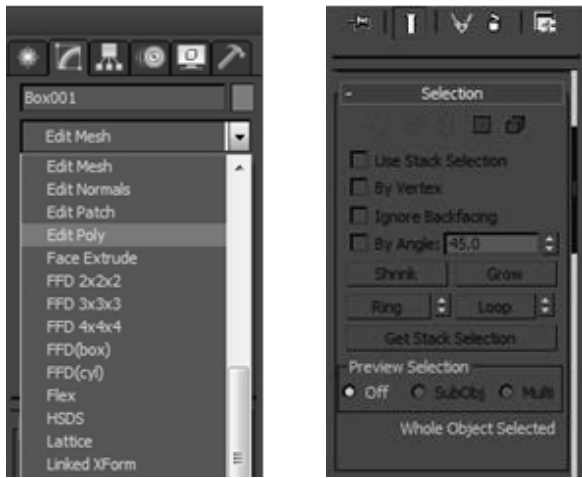 Box001
Edit Mesh
Edit Mesh
Edit Normals
Edit Patch
Edit Poly
Face Extrude
FFD 2x2x2
FFD 3x3x3
FFD 4x4x4
FFD(box)
FFD(cyl)
Flex
HSDS
Lattice
Linked XForm
- Selection
Use Stack Selection
By Vertex
Ignore Backfacing
By Angle: 45.0
Shrink Grow
Ring Loop
Get Stack Selection
Preview Selection
Off SubObj Multi
Whole Object Selected